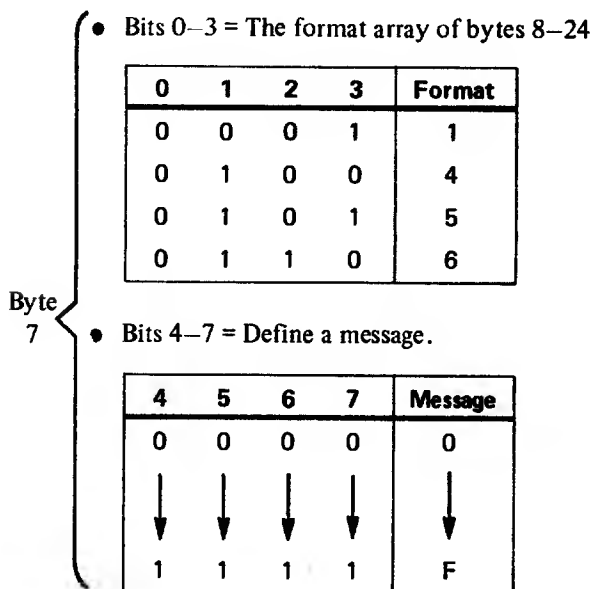 • Bits 0–3 = The format array of bytes 8–24
0 1 2 3 Format
0 0 0 1 1
0 1 0 0 4
0 1 0 1 5
0 1 1 0 6
Byte
7
• Bits 4–7 = Define a message.
4 5 6 7 Message
0 0 0 0 0
1 1 1 1 F